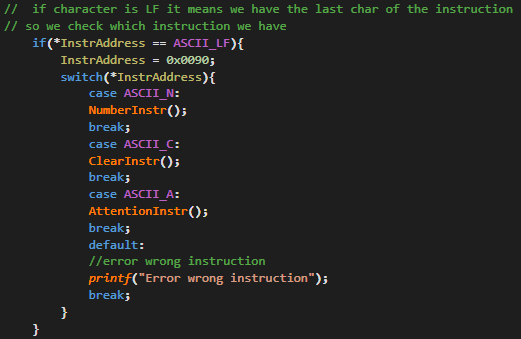 //  if character is LF it means we have the last char of the instruction
// so we check which instruction we have
    if(*InstrAddress == ASCII_LF){
        InstrAddress = 0x0090;
        switch(*InstrAddress){
            case ASCII_N:
            NumberInstr();
            break;
            case ASCII_C:
            ClearInstr();
            break;
            case ASCII_A:
            AttentionInstr();
            break;
            default:
            //error wrong instruction
            printf("Error wrong instruction");
            break;
        }
    }